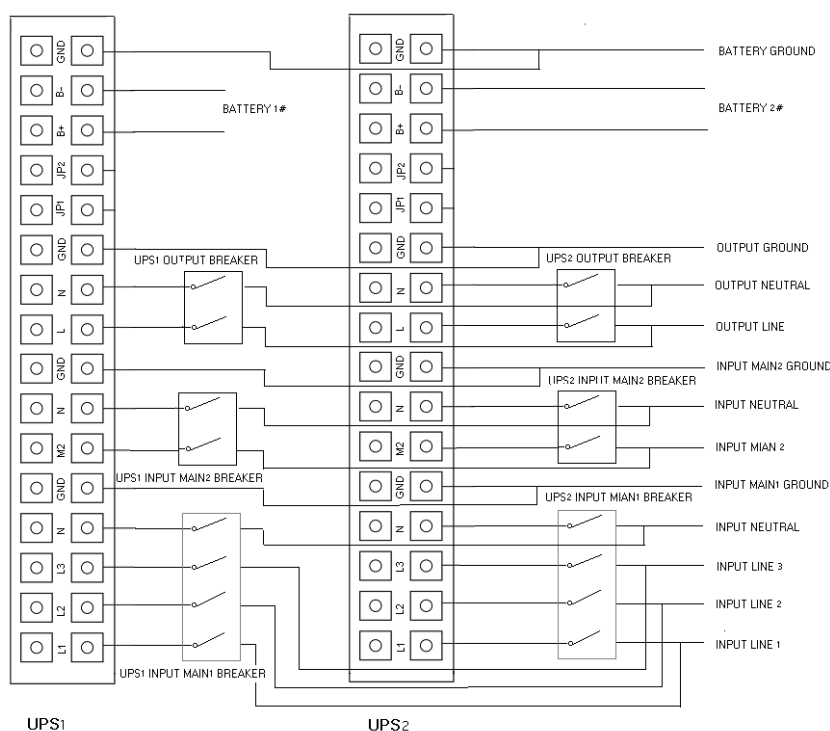 GND
B-
B+
JP2
JP1
GND
N
L
GND
N
M2
GND
N
L3
L2
L1
UPS1
BATTERY 1#
UPS1 OUTPUT BREAKER
UPS1 INPUT MAIN2 BREAKER
UPS1 INPUT MAIN1 BREAKER
GND
B-
B+
JP2
JP1
GND
N
L
GND
N
M2
GND
N
L3
L2
L1
UPS2
UPS2 OUTPUT BREAKER
UPS2 INPUT MAIN2 BREAKER
UPS2 INPUT MIAN1 BREAKER
BATTERY GROUND
BATTERY 2#
OUTPUT GROUND
OUTPUT NEUTRAL
OUTPUT LINE
INPUT MAIN2 GROUND
INPUT NEUTRAL
INPUT MIAN 2
INPUT MAIN1 GROUND
INPUT NEUTRAL
INPUT LINE 3
INPUT LINE 2
INPUT LINE 1